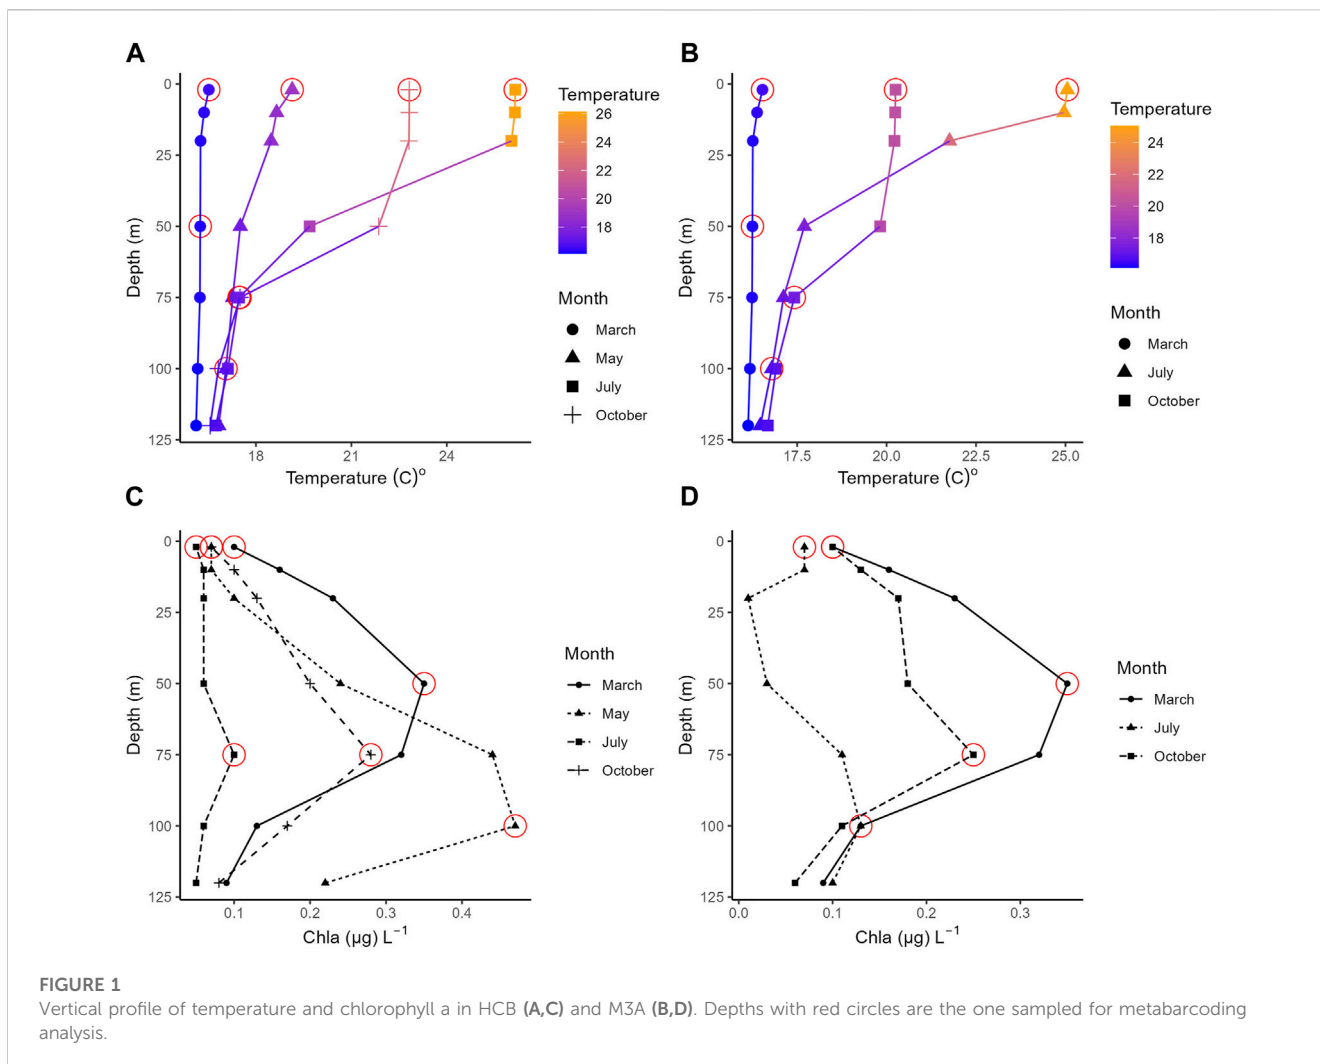 A
0
25
50
75
100
125
Depth (m)
18
21
24
Temperature (C)º
Temperature
26
24
22
20
18
Month
March
May
July
October
B
0
25
50
75
100
125
Depth (m)
17.5
20.0
22.5
25.0
Temperature (C)º
Temperature
24
22
20
18
Month
March
July
October
C
0
25
50
75
100
125
Depth (m)
0.1
0.2
0.3
0.4
Chla (µg) L⁻¹
Month
March
May
July
October
D
0
25
50
75
100
125
Depth (m)
0.0
0.1
0.2
0.3
Chla (µg) L⁻¹
Month
March
July
October
FIGURE 1
Vertical profile of temperature and chlorophyll a in HCB (A,C) and M3A (B,D). Depths with red circles are the one sampled for metabarcoding
analysis.